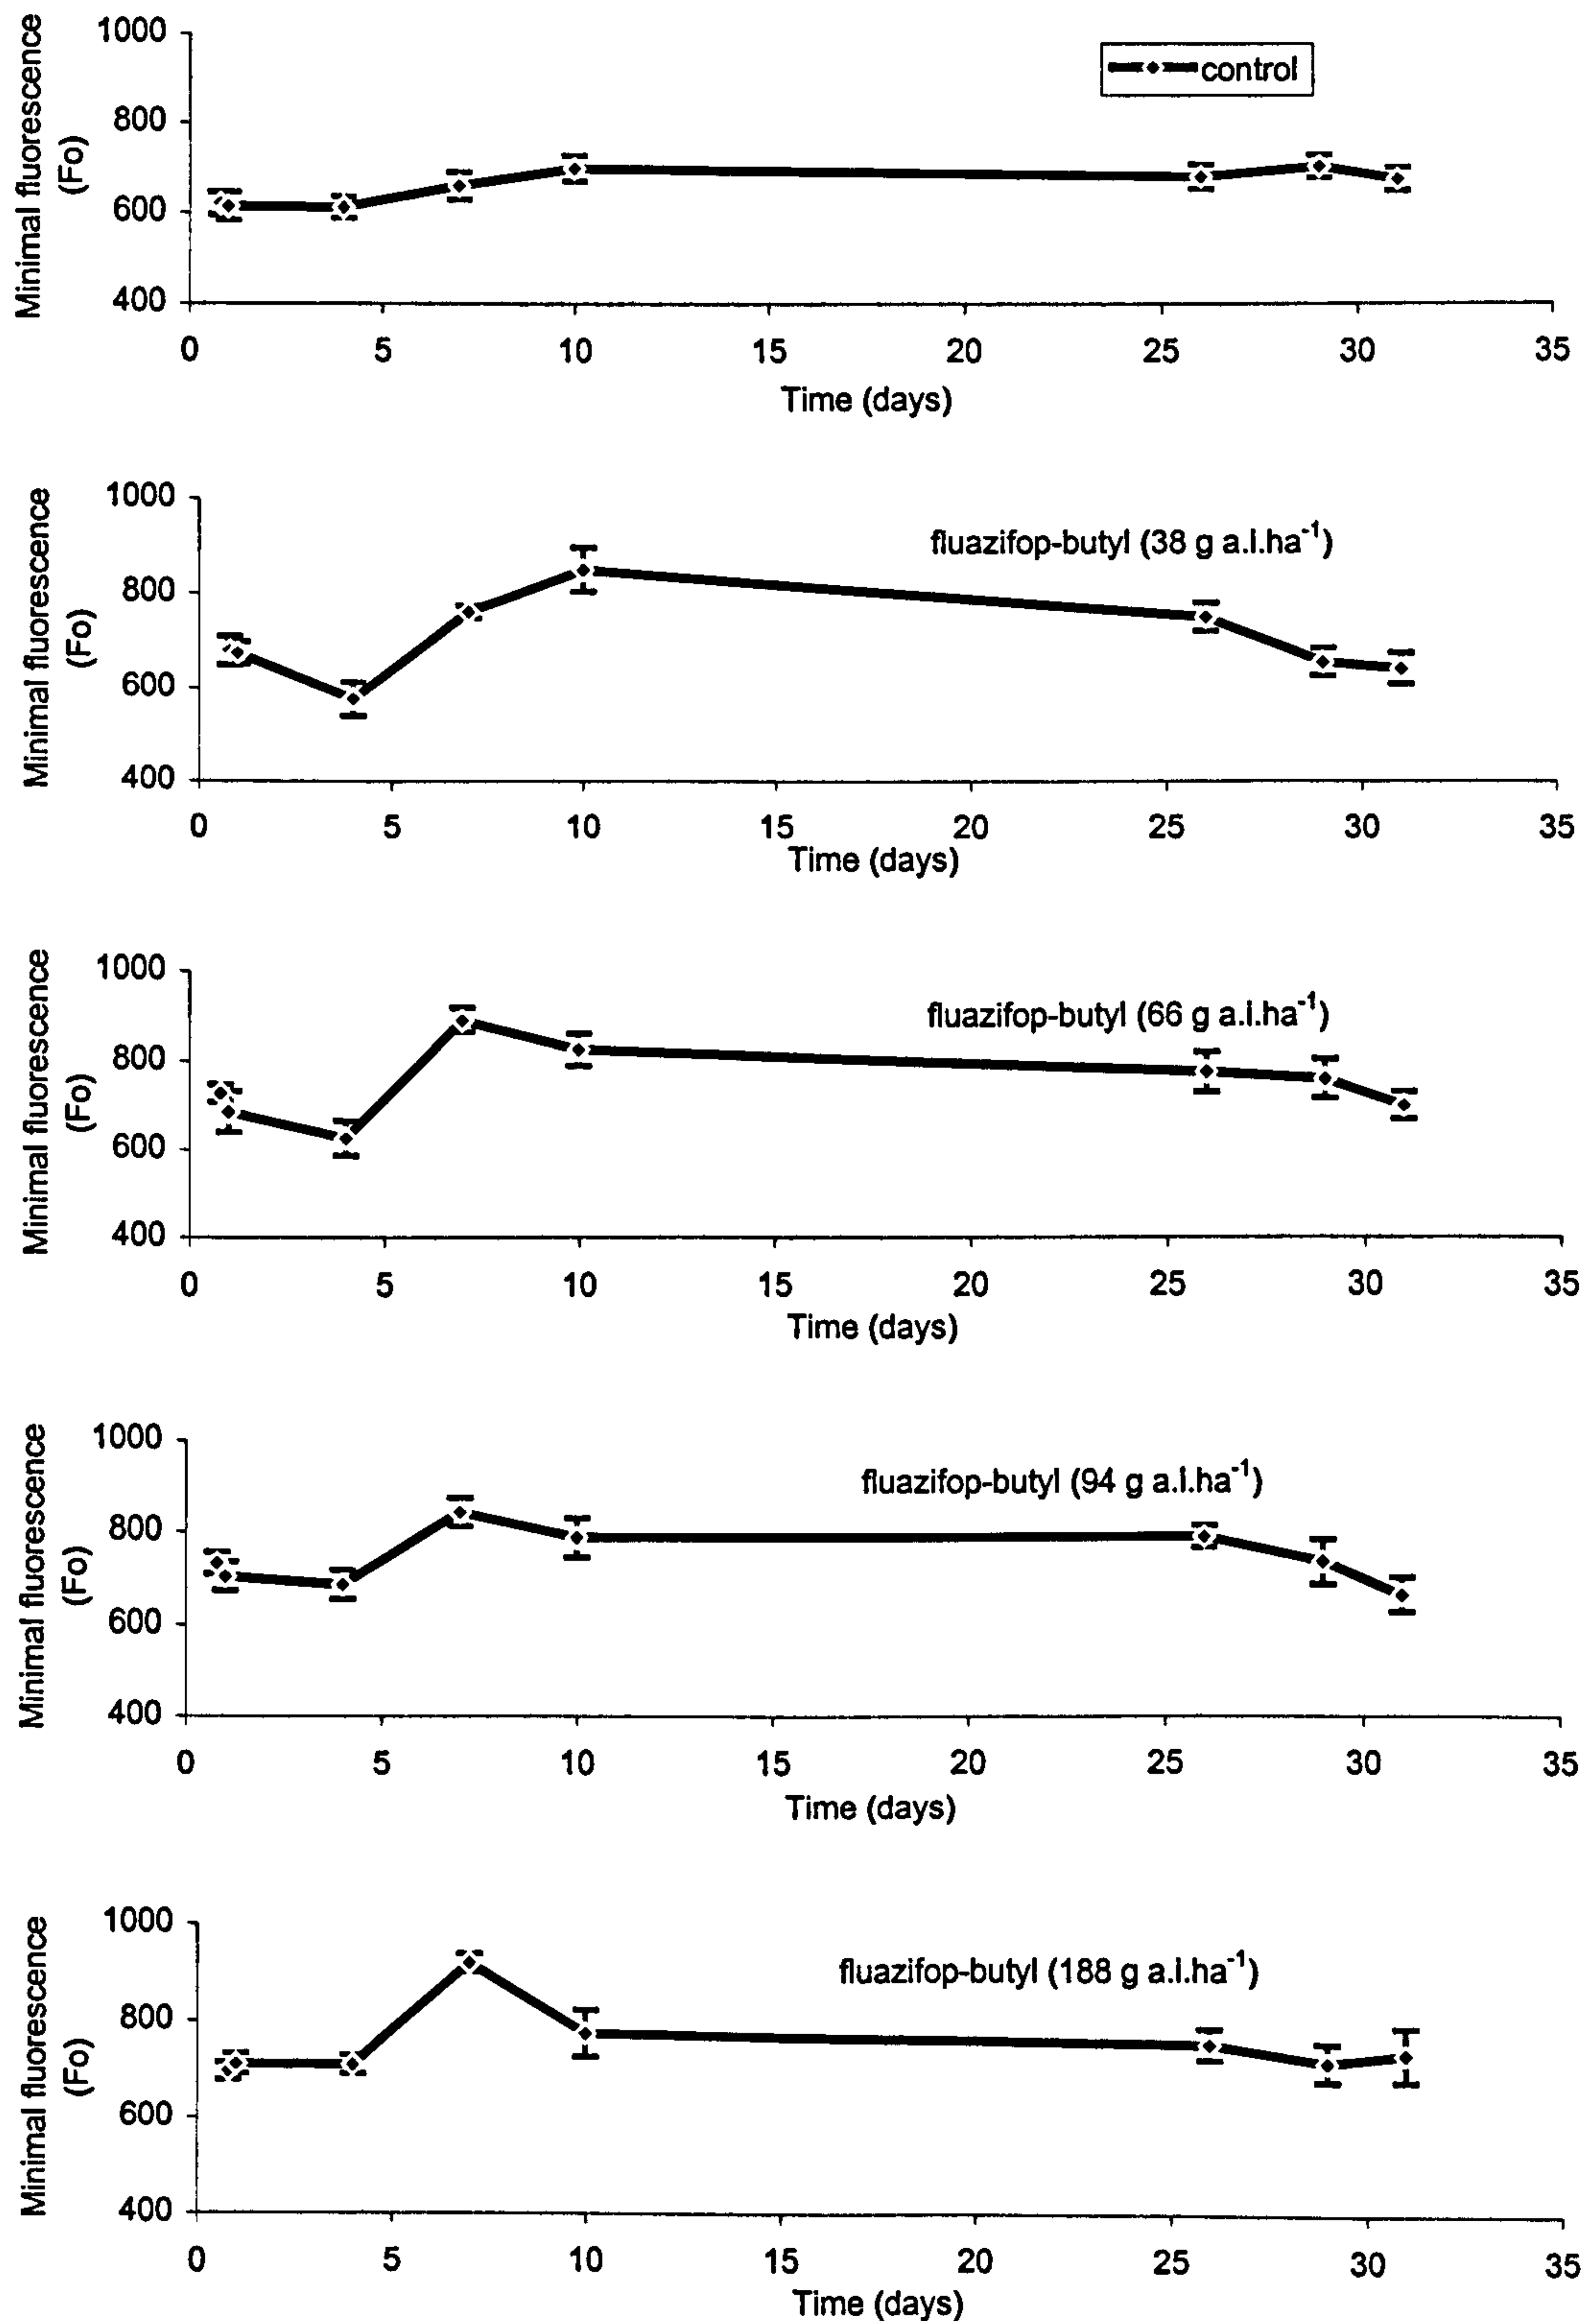 Minimal fluorescence
(Fo)
1000
800
600
400
control
0 5 10 15 20 25 30 35
Time (days)
Minimal fluorescence
(Fo)
1000
800
600
400
fluazifop-butyl (38 g a.i.ha⁻¹)
0 5 10 15 20 25 30 35
Time (days)
Minimal fluorescence
(Fo)
1000
800
600
400
fluazifop-butyl (66 g a.i.ha⁻¹)
0 5 10 15 20 25 30 35
Time (days)
Minimal fluorescence
(Fo)
1000
800
600
400
fluazifop-butyl (94 g a.i.ha⁻¹)
0 5 10 15 20 25 30 35
Time (days)
Minimal fluorescence
(Fo)
1000
800
600
400
fluazifop-butyl (188 g a.i.ha⁻¹)
0 5 10 15 20 25 30 35
Time (days)